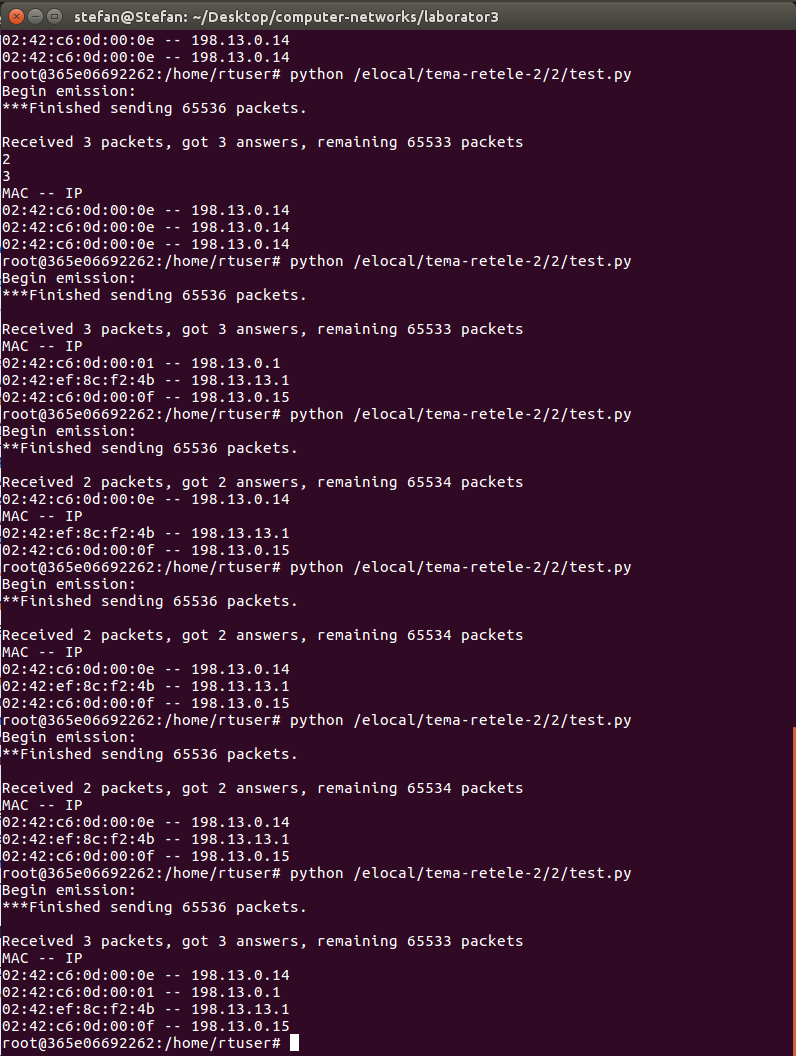 stefan@Stefan: ~/Desktop/computer-networks/laborator3
02:42:c6:0d:00:0e -- 198.13.0.14
02:42:c6:0d:00:0e -- 198.13.0.14
root@365e06692262:/home/rtuser# python /elocal/tema-retele-2/2/test.py
Begin emission:
***Finished sending 65536 packets.

Received 3 packets, got 3 answers, remaining 65533 packets
2
3
MAC -- IP
02:42:c6:0d:00:0e -- 198.13.0.14
02:42:c6:0d:00:0e -- 198.13.0.14
02:42:c6:0d:00:0e -- 198.13.0.14
root@365e06692262:/home/rtuser# python /elocal/tema-retele-2/2/test.py
Begin emission:
***Finished sending 65536 packets.

Received 3 packets, got 3 answers, remaining 65533 packets
MAC -- IP
02:42:c6:0d:00:01 -- 198.13.0.1
02:42:ef:8c:f2:4b -- 198.13.13.1
02:42:c6:0d:00:0f -- 198.13.0.15
root@365e06692262:/home/rtuser# python /elocal/tema-retele-2/2/test.py
Begin emission:
**Finished sending 65536 packets.

Received 2 packets, got 2 answers, remaining 65534 packets
02:42:c6:0d:00:0e -- 198.13.0.14
MAC -- IP
02:42:ef:8c:f2:4b -- 198.13.13.1
02:42:c6:0d:00:0f -- 198.13.0.15
root@365e06692262:/home/rtuser# python /elocal/tema-retele-2/2/test.py
Begin emission:
**Finished sending 65536 packets.

Received 2 packets, got 2 answers, remaining 65534 packets
MAC -- IP
02:42:c6:0d:00:0e -- 198.13.0.14
02:42:ef:8c:f2:4b -- 198.13.13.1
02:42:c6:0d:00:0f -- 198.13.0.15
root@365e06692262:/home/rtuser# python /elocal/tema-retele-2/2/test.py
Begin emission:
**Finished sending 65536 packets.

Received 2 packets, got 2 answers, remaining 65534 packets
MAC -- IP
02:42:c6:0d:00:0e -- 198.13.0.14
02:42:ef:8c:f2:4b -- 198.13.13.1
02:42:c6:0d:00:0f -- 198.13.0.15
root@365e06692262:/home/rtuser# python /elocal/tema-retele-2/2/test.py
Begin emission:
***Finished sending 65536 packets.

Received 3 packets, got 3 answers, remaining 65533 packets
MAC -- IP
02:42:c6:0d:00:0e -- 198.13.0.14
02:42:c6:0d:00:01 -- 198.13.0.1
02:42:ef:8c:f2:4b -- 198.13.13.1
02:42:c6:0d:00:0f -- 198.13.0.15
root@365e06692262:/home/rtuser#